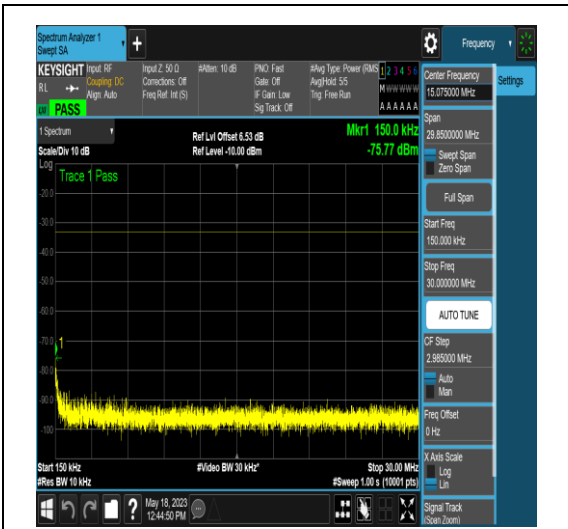 Spectrum Analyzer 1
Swept SA
Frequency
KEYSIGHT
RL
PASS
Input: RF
Coupling: DC
Align: Auto
Input Z: 50 Ω
Corrections: Off
Freq Ref: Int (S)
#Atten: 10 dB
PNO: Fast
Gate: Off
IF Gain: Low
Sig Track: Off
#Avg Type: Power (RMS
Avg|Hold: 5/5
Trig: Free Run
1 2 3 4 5 6
M W W W W W
A A A A A A
1 Spectrum
Scale/Div 10 dB
Ref Lvl Offset 6.53 dB
Ref Level -10.00 dBm
Mkr1 150.0 kHz
-75.77 dBm
Log
Trace 1 Pass
-20.0
-30.0
-40.0
-50.0
-60.0
-70.0
1
-80.0
-90.0
-100
Start 150 kHz
#Res BW 10 kHz
#Video BW 30 kHz*
Stop 30.00 MHz
#Sweep 1.00 s (10001 pts)
May 18, 2023
12:44:50 PM
Center Frequency
15.075000 MHz
Settings
Span
29.8500000 MHz
Swept Span
Zero Span
Full Span
Start Freq
150.000 kHz
Stop Freq
30.000000 MHz
AUTO TUNE
CF Step
2.985000 MHz
Auto
Man
Freq Offset
0 Hz
X Axis Scale
Log
Lin
Signal Track
(Span Zoom)